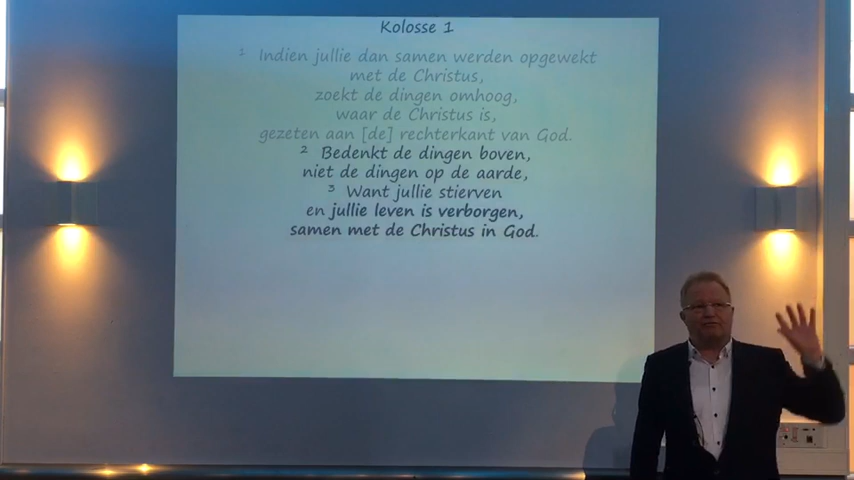 Kolosse 1
1 Indien jullie dan samen werden opgewekt
met de Christus,
zoekt de dingen omhoog,
waar de Christus is,
gezeten aan [de] rechterkant van God.
2 Bedenkt de dingen boven,
niet de dingen op de aarde,
3 Want jullie stierven
en jullie leven is verborgen,
samen met de Christus in God.